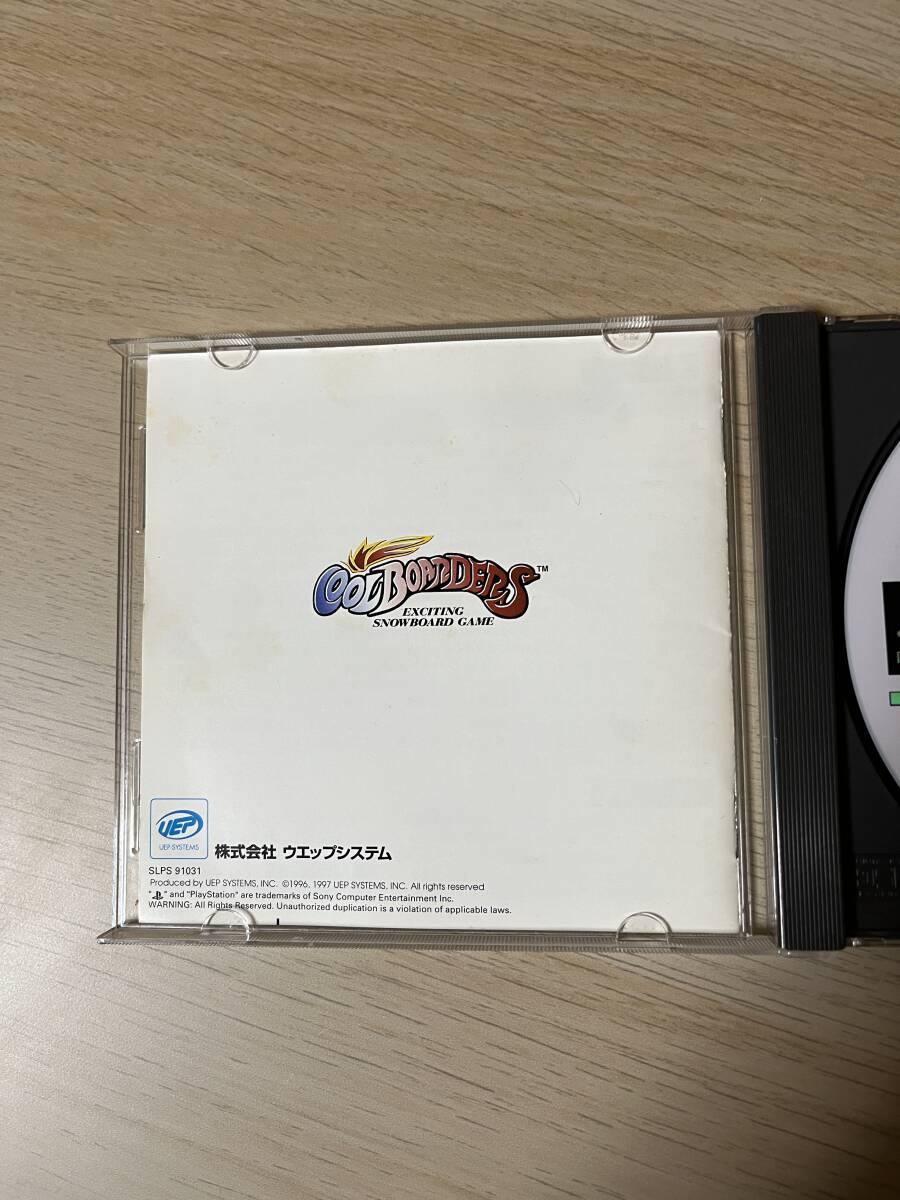 COOL BOARDERS™
EXCITING
SNOWBOARD GAME
UEP
UEP-SYSTEMS
株式会社 ウエップシステム
SLPS 91031
Produced by UEP SYSTEMS, INC. ©1996, 1997 UEP SYSTEMS, INC. All rights reserved
" " and "PlayStation" are trademarks of Sony Computer Entertainment Inc.
WARNING: All Rights Reserved. Unauthorized duplication is a violation of applicable laws.